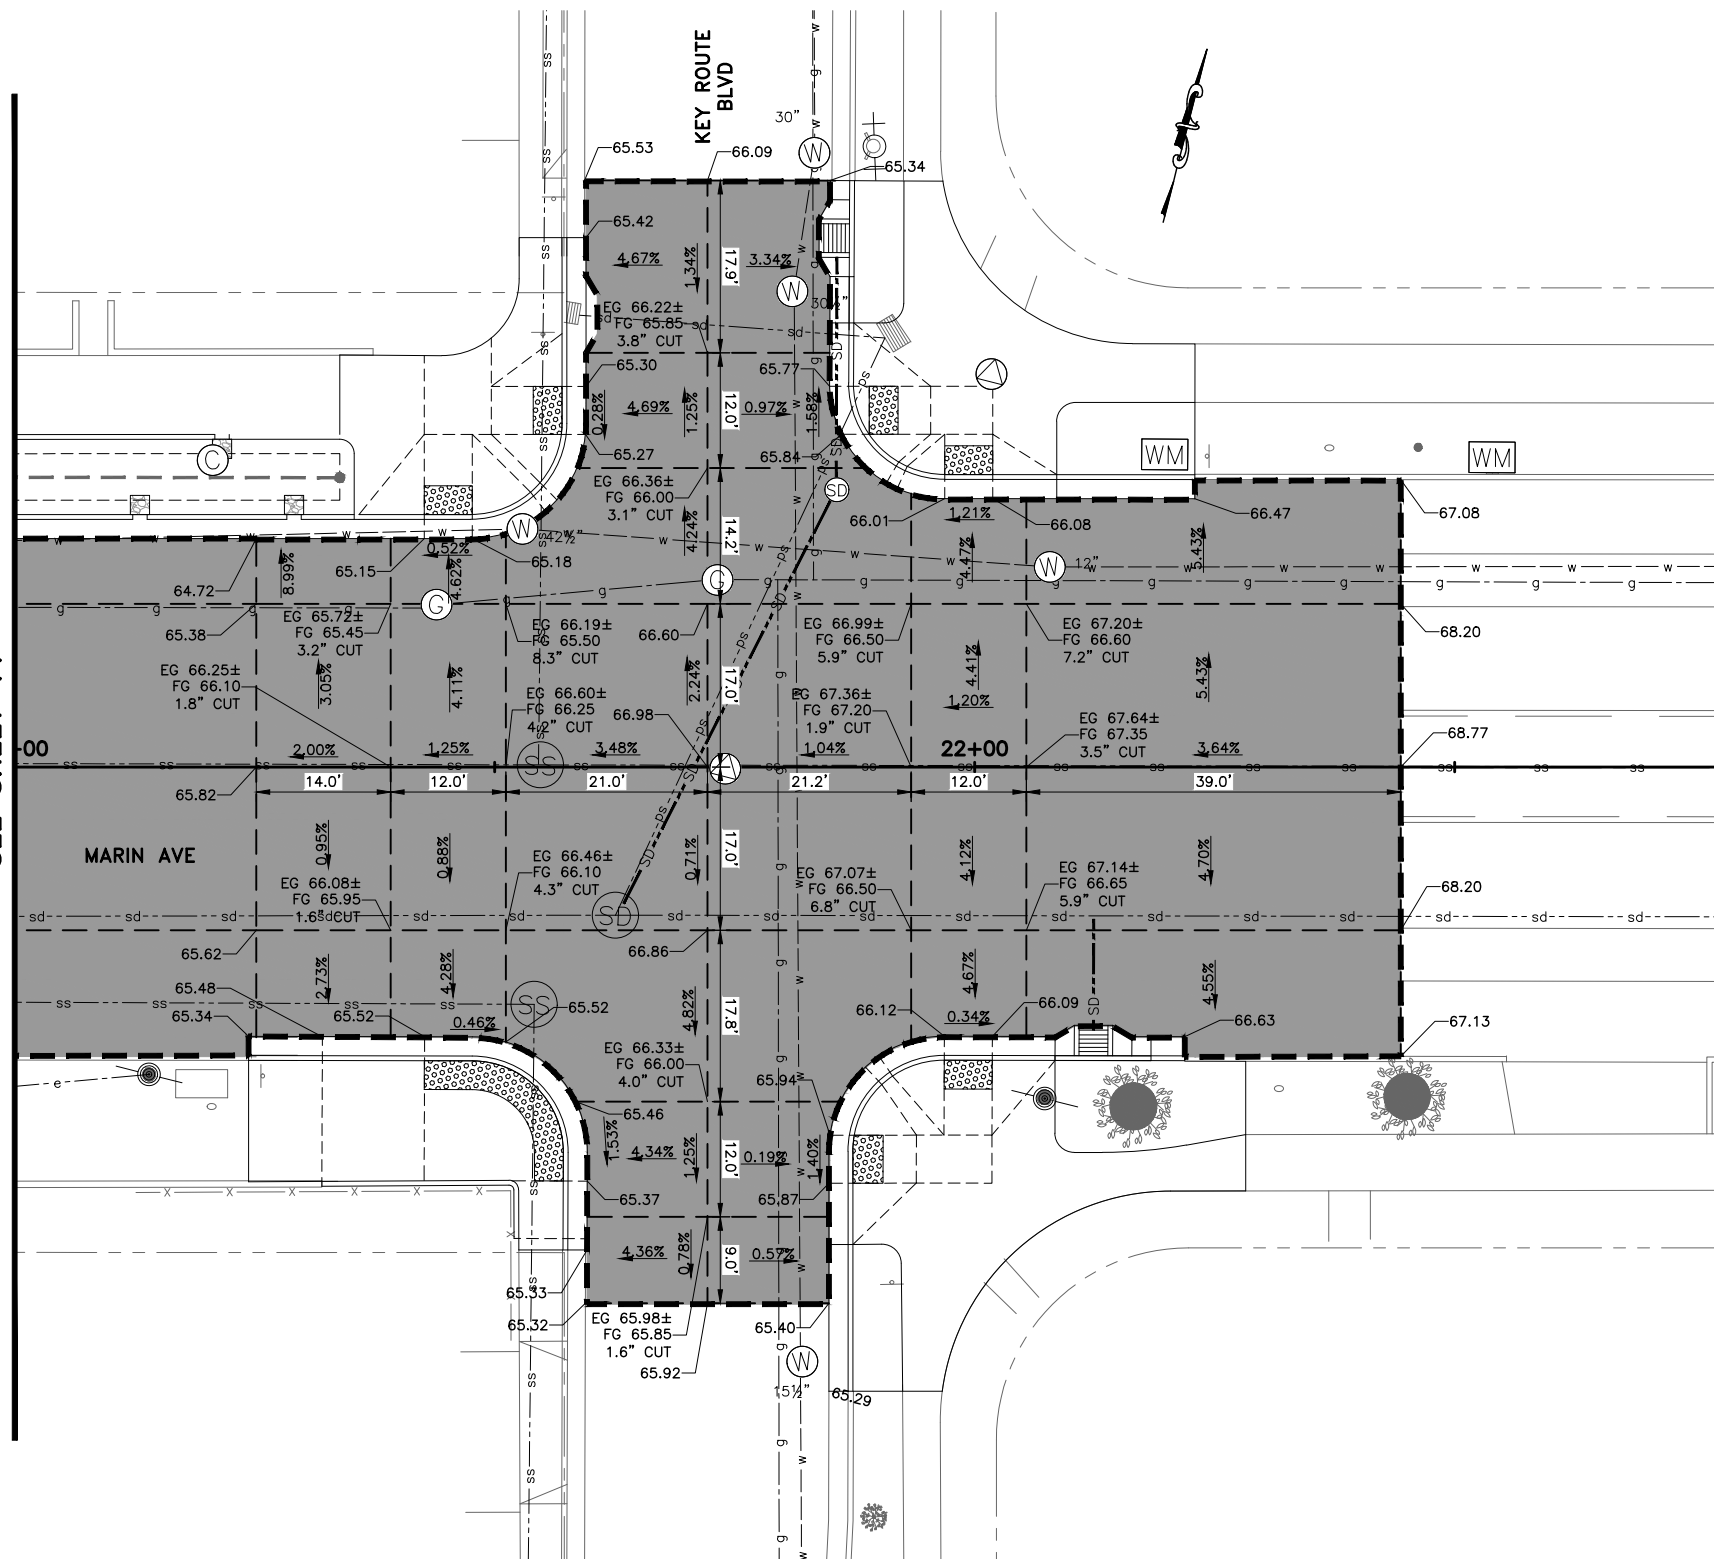 KEY ROUTE
BLVD
30”
W
65.53
66.09
65.34
65.42
4.67%
1.34%
17.9'
3.34%
W
30½”
EG 66.22±
FG 65.85
3.8” CUT
65.30
65.77
0.28%
4.69%
1.25%
12.0'
0.97%
1.58%
C
65.27
65.84
WM
WM
EG 66.36±
FG 66.00
3.1” CUT
SD
67.08
66.01
1.21%
66.08
66.47
W
42½”
4.24%
14.2'
4.47%
5.43%
W
12”
0.52%
65.15
65.18
64.72
8.99%
4.62%
G
G
65.38
EG 65.72±
FG 65.45
3.2” CUT
EG 66.19±
FG 65.50
8.3” CUT
66.60
EG 66.99±
FG 66.50
5.9” CUT
EG 67.20±
FG 66.60
7.2” CUT
68.20
EG 66.25±
FG 66.10
1.8” CUT
3.05%
4.11%
2.24%
17.0'
4.41%
5.43%
EG 66.60±
FG 66.25
4.2” CUT
66.98
EG 67.36±
FG 67.20
1.9” CUT
1.20%
EG 67.64±
FG 67.35
3.5” CUT
68.77
+00
2.00%
1.25%
3.48%
1.04%
22+00
3.64%
SS
65.82
14.0'
12.0'
21.0'
21.2'
12.0'
39.0'
MARIN AVE
0.95%
0.88%
0.71%
17.0'
4.12%
4.70%
EG 66.08±
FG 65.95
1.6” CUT
EG 66.46±
FG 66.10
4.3” CUT
EG 67.07±
FG 66.50
6.8” CUT
EG 67.14±
FG 66.65
5.9” CUT
68.20
SD
65.62
66.86
2.73%
4.28%
4.82%
17.8'
4.67%
4.55%
65.48
SS
65.52
65.34
65.52
0.46%
66.12
0.34%
66.09
66.63
67.13
SD
EG 66.33±
FG 66.00
4.0” CUT
65.94
65.46
1.53%
4.34%
1.25%
12.0'
0.19%
1.40%
65.37
65.87
4.36%
0.78%
9.0'
0.57%
65.33
65.32
EG 65.98±
FG 65.85
1.6” CUT
65.40
65.92
W
15½”
65.29